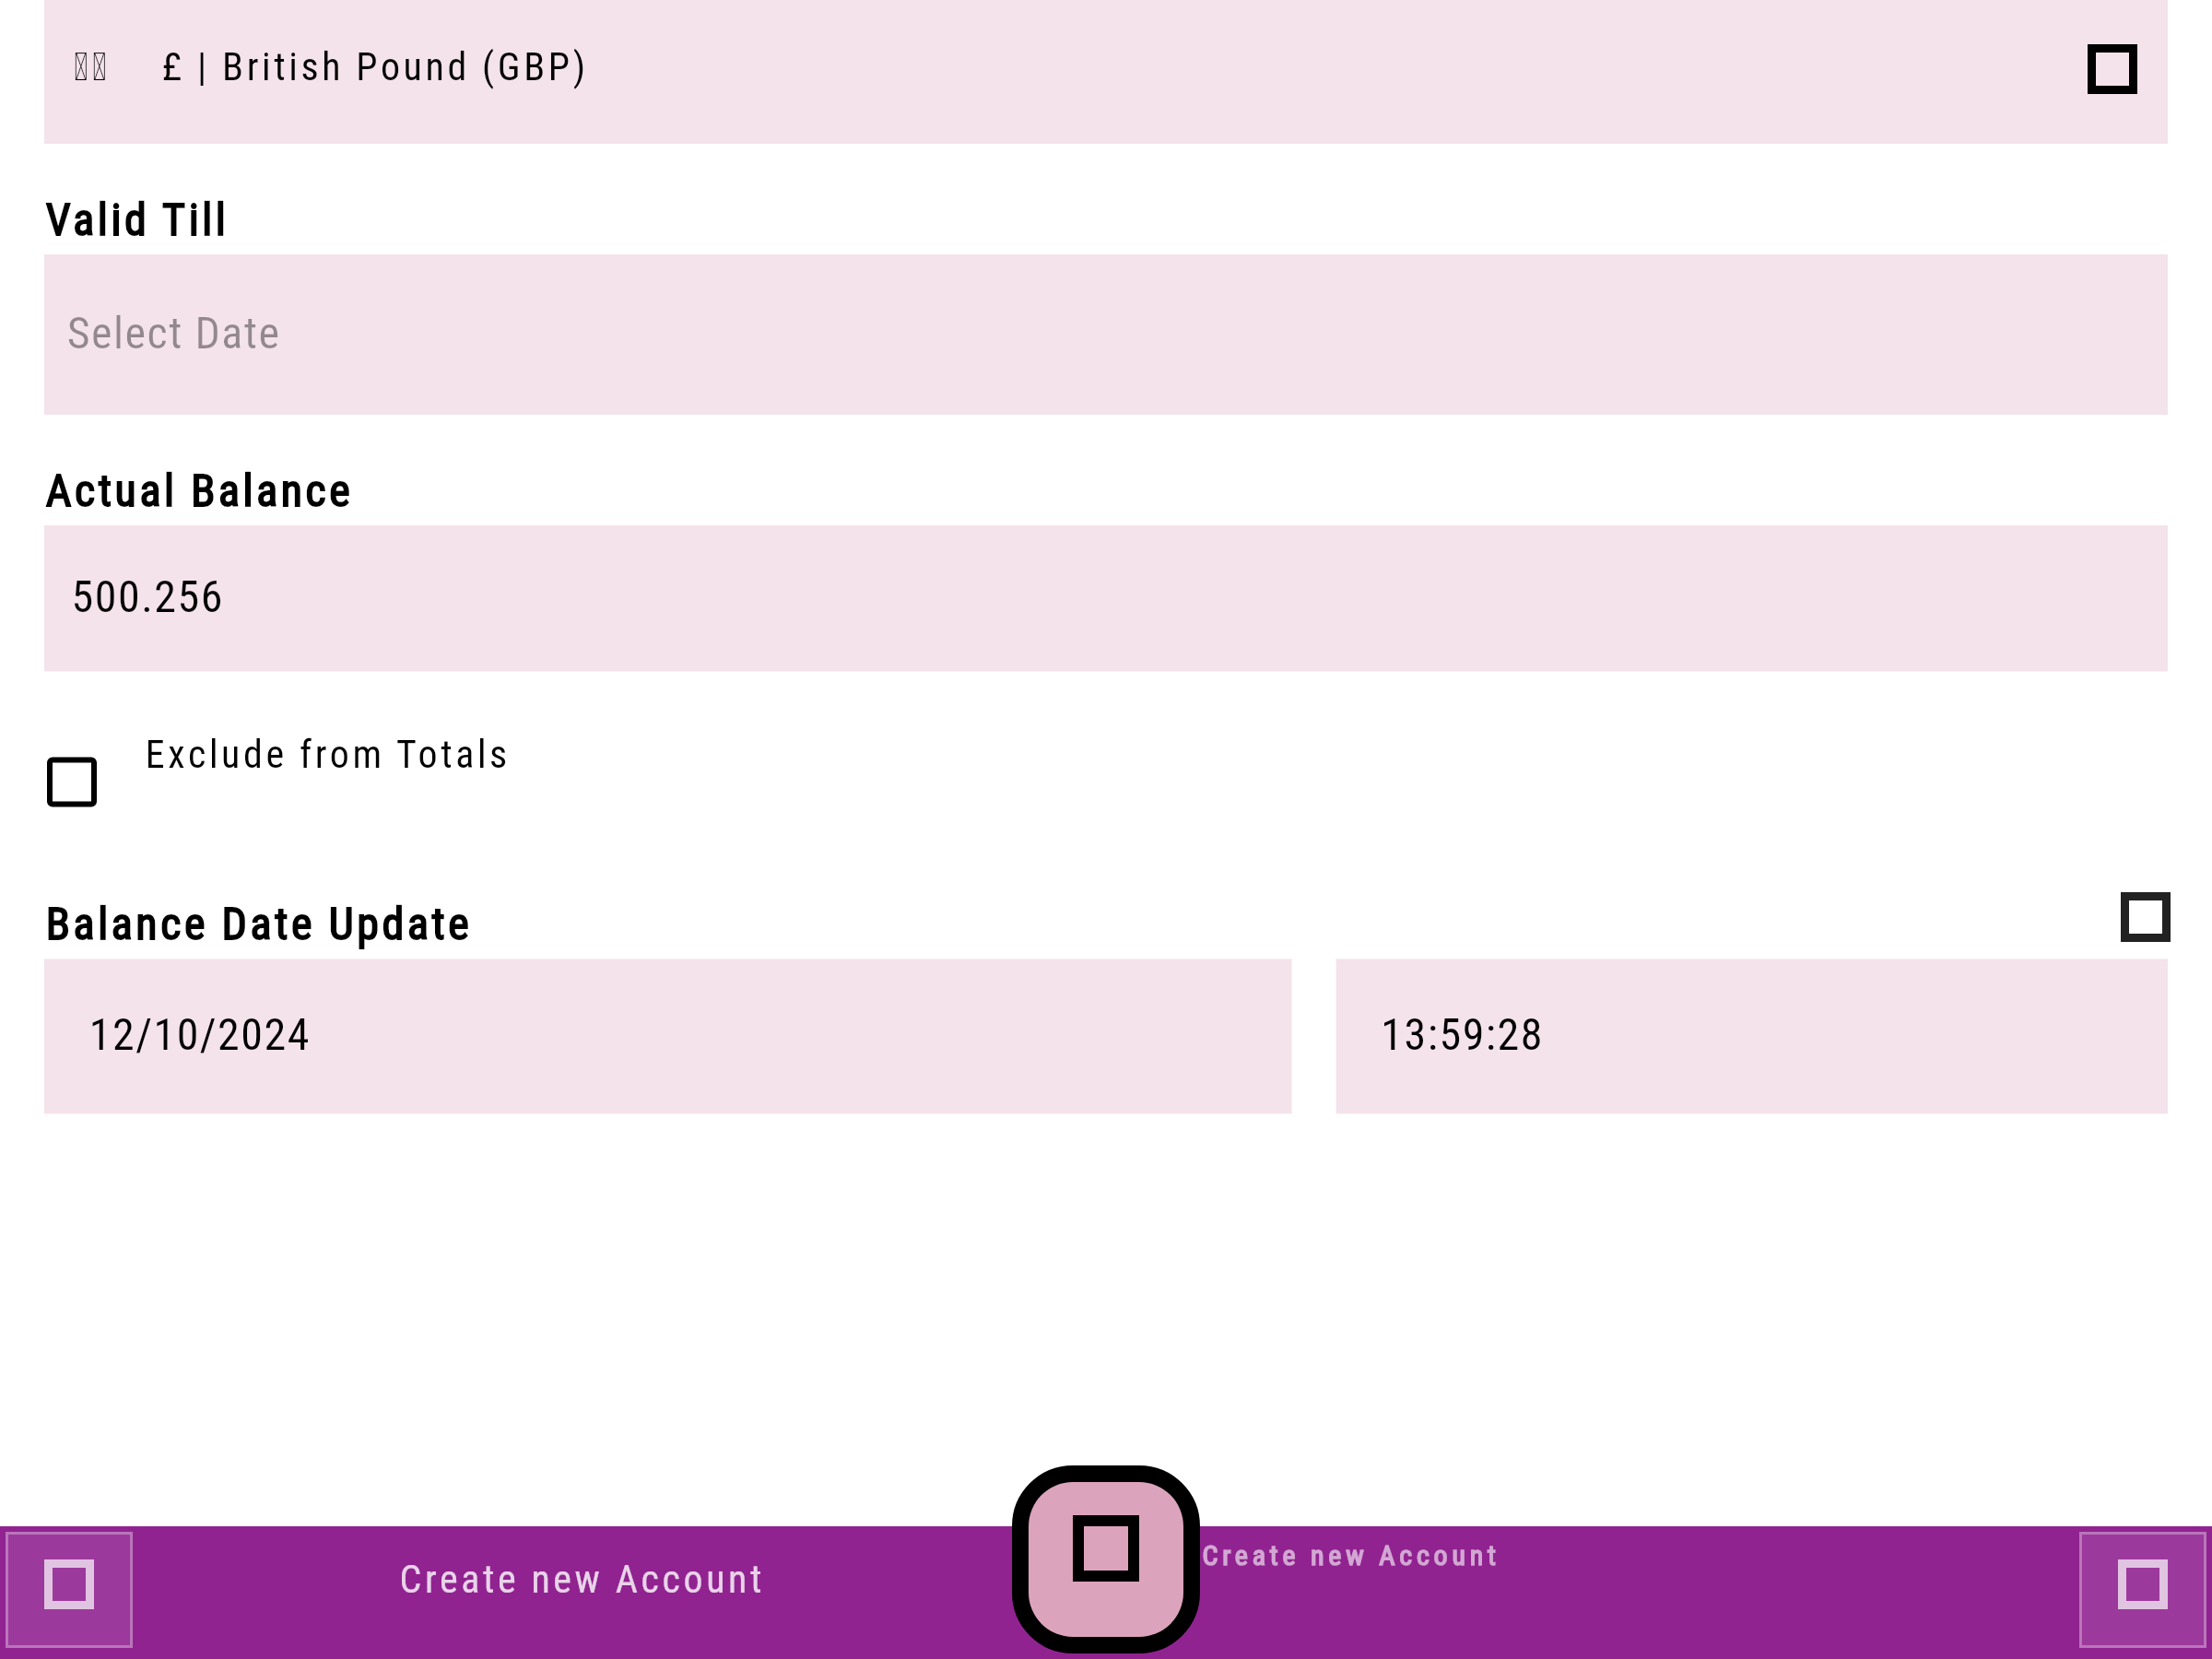 £ | British Pound (GBP)
Valid Till
Select Date
Actual Balance
500.256
Exclude from Totals
Balance Date Update
12/10/2024
13:59:28
Create new Account
Create new Account